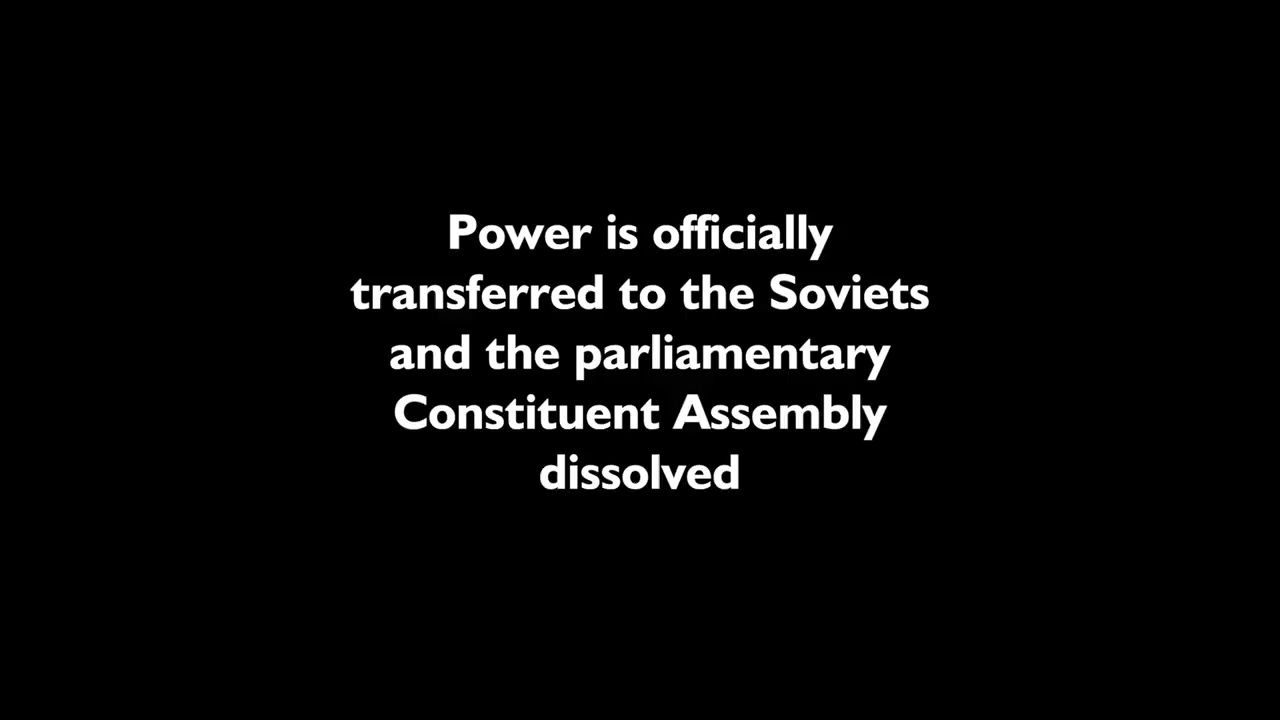 Power is officially
transferred to the Soviets
and the parliamentary
Constituent Assembly
dissolved